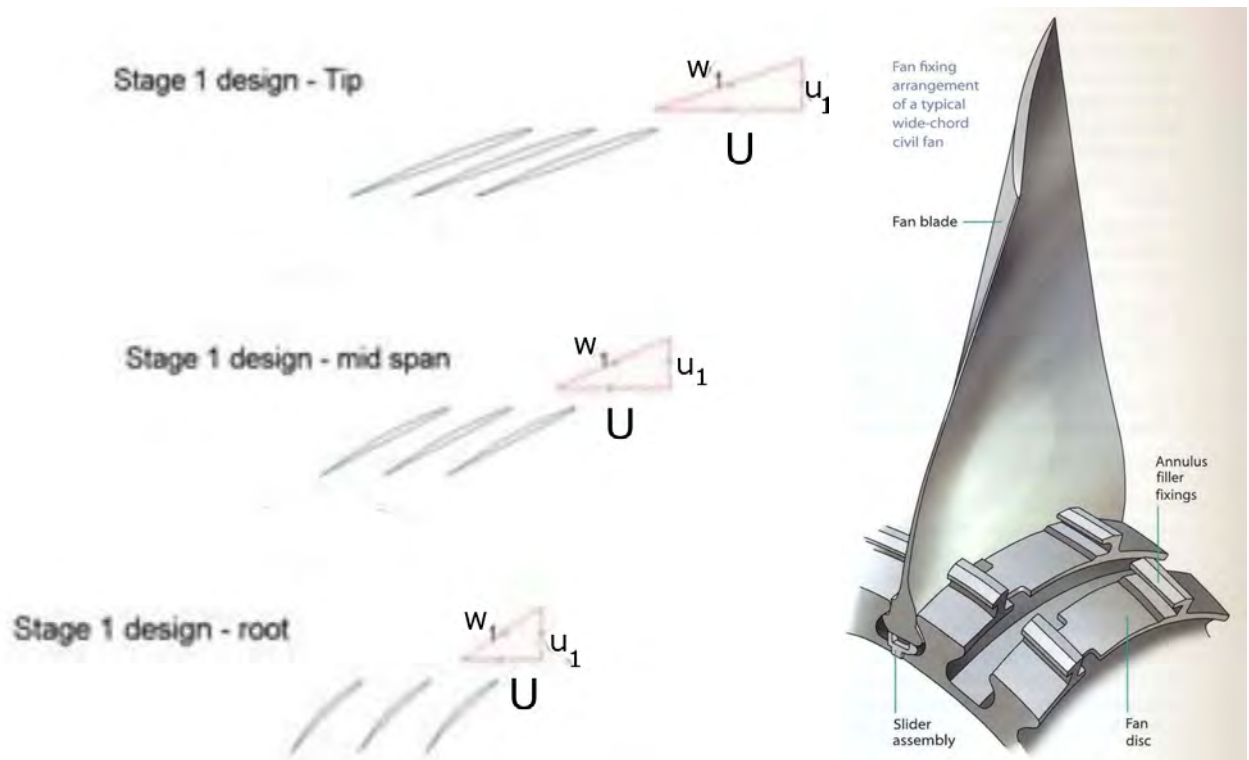 Stage 1 design - Tip
w₁
u₁
U
Stage 1 design - mid span
w₁
u₁
U
Stage 1 design - root
w₁
u₁
U
Fan fixing
arrangement
of a typical
wide-chord
civil fan
Fan blade
Annulus
filler
fixings
Slider
assembly
Fan
disc